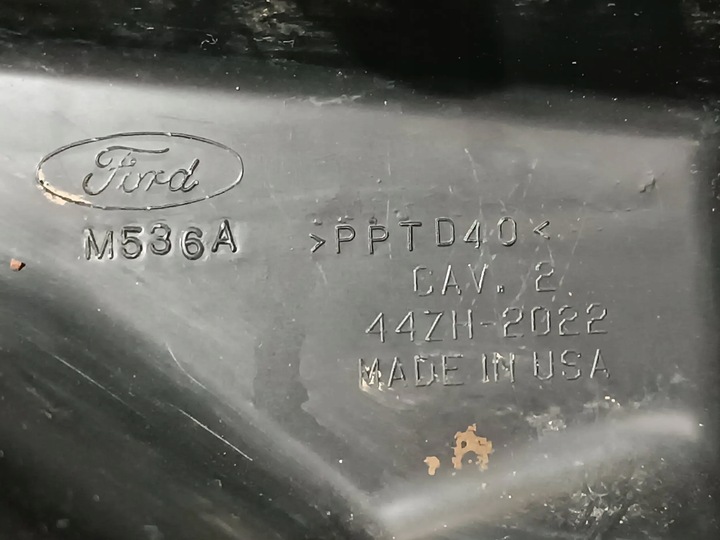 Ford
M536A
>PPTD40<
CAV. 2
44ZH-2022
MADE IN USA